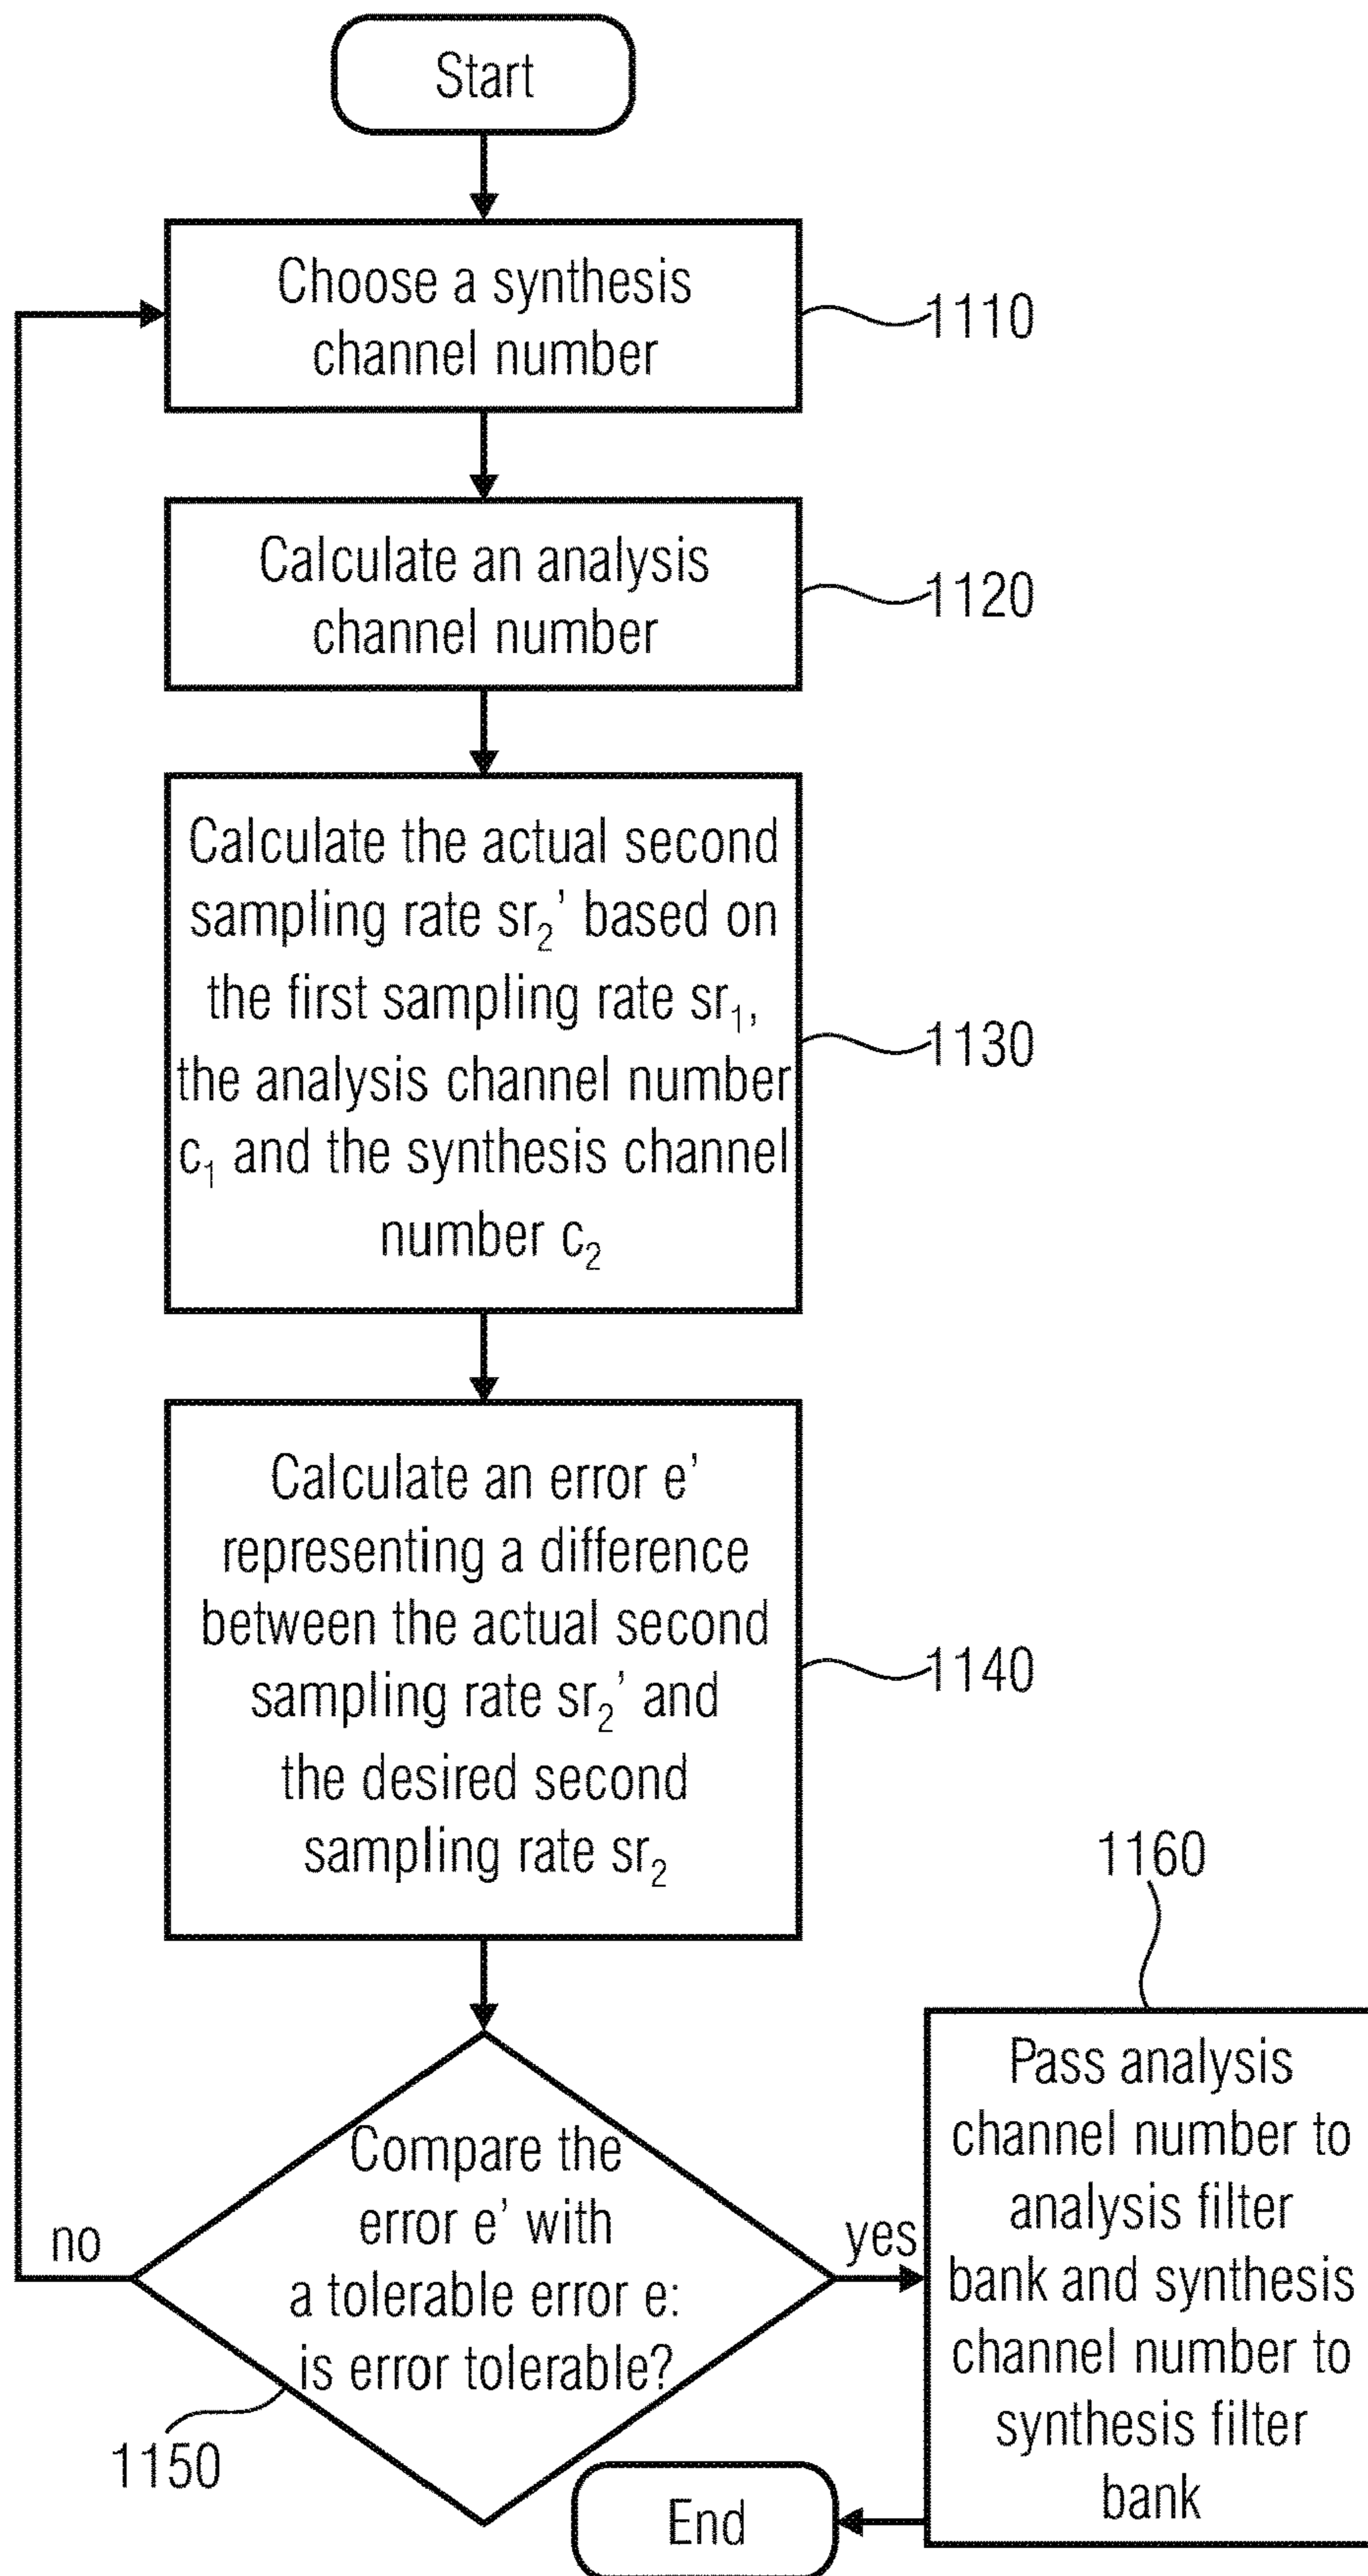 Start
Choose a synthesis
channel number
1110
Calculate an analysis
channel number
1120
Calculate the actual second
sampling rate sr₂’ based on
the first sampling rate sr₁,
the analysis channel number
c₁ and the synthesis channel
number c₂
1130
Calculate an error e’
representing a difference
between the actual second
sampling rate sr₂’ and
the desired second
sampling rate sr₂
1140
Compare the
error e’ with
a tolerable error e:
is error tolerable?
no
yes
1150
1160
Pass analysis
channel number to
analysis filter
bank and synthesis
channel number to
synthesis filter
bank
End